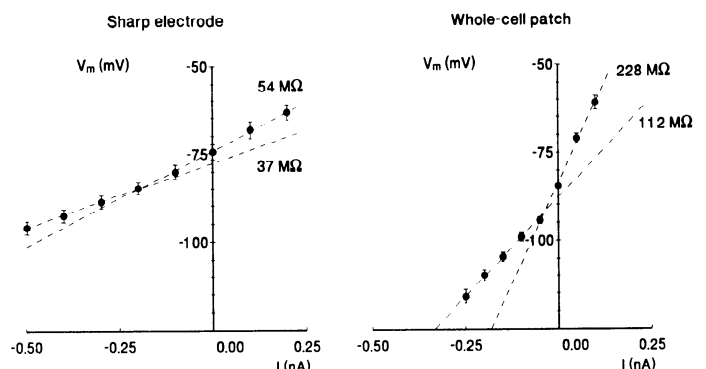 Sharp electrode
Vm (mV)
-50
54 MΩ
-75
37 MΩ
-100
-0.50
-0.25
0.00
0.25
I (nA)
Whole-cell patch
Vm (mV)
-50
228 MΩ
112 MΩ
-75
-100
-0.50
-0.25
0.00
0.25
I (nA)